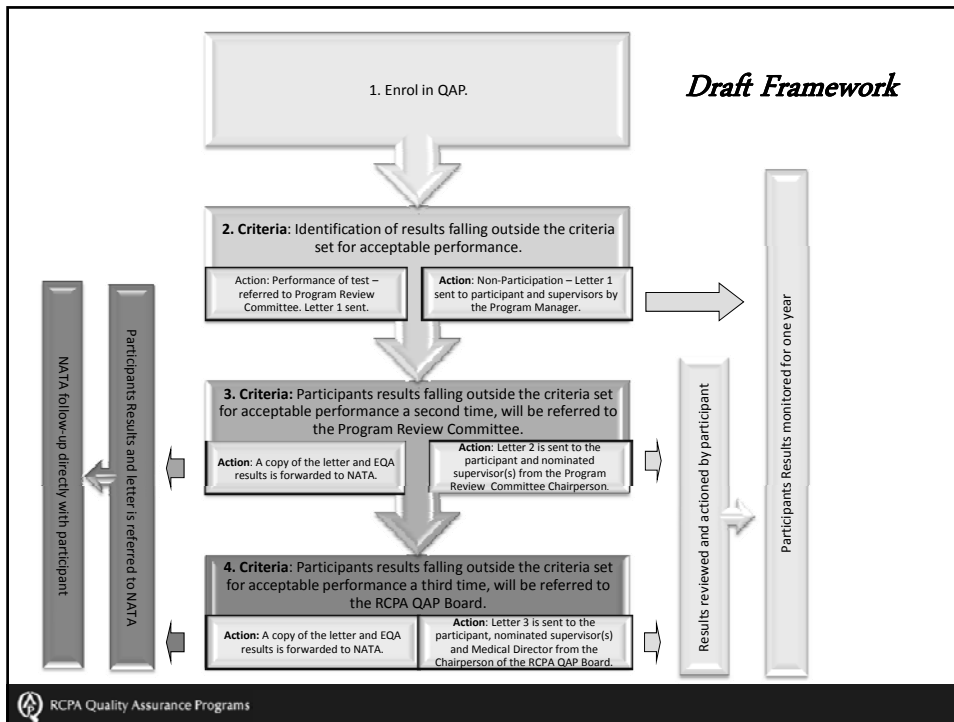 Draft Framework
1. Enrol in QAP.
2. Criteria: Identification of results falling outside the criteria
set for acceptable performance.
Action: Performance of test –
referred to Program Review
Committee. Letter 1 sent.
Action: Non-Participation – Letter 1
sent to participant and supervisors by
the Program Manager.
3. Criteria: Participants results falling outside the criteria set
for acceptable performance a second time, will be referred to
the Program Review Committee.
Action: A copy of the letter and EQA
results is forwarded to NATA.
Action: Letter 2 is sent to the
participant and nominated
supervisor(s) from the Program
Review Committee Chairperson.
4. Criteria: Participants results falling outside the criteria set
for acceptable performance a third time, will be referred to
the RCPA QAP Board.
Action: A copy of the letter and EQA
results is forwarded to NATA.
Action: Letter 3 is sent to the
participant, nominated supervisor(s)
and Medical Director from the
Chairperson of the RCPA QAP Board.
NATA follow-up directly with participant
Participants Results and letter is referred to NATA
Results reviewed and actioned by participant
Participants Results monitored for one year
RCPA Quality Assurance Programs